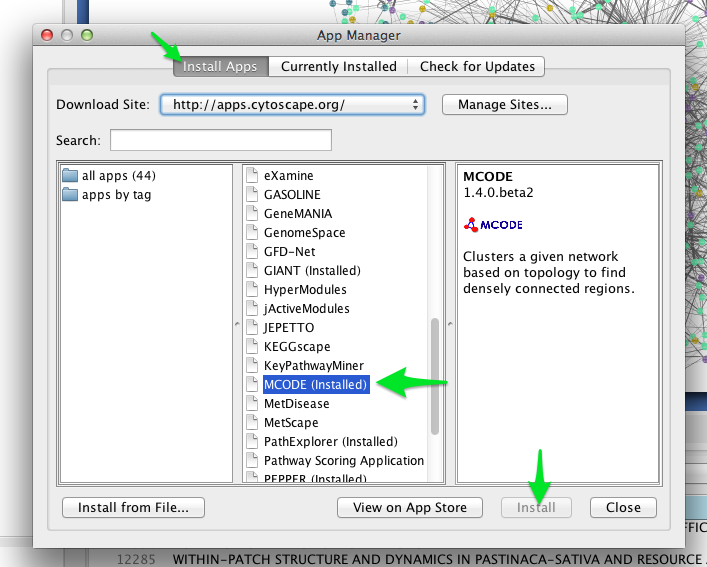 App Manager
Install Apps
Currently Installed
Check for Updates
Download Site:
http://apps.cytoscape.org/
Manage Sites...
Search:
all apps (44)
apps by tag
eXamine
GASOLINE
GeneMANIA
GenomeSpace
GFD-Net
GIANT (Installed)
HyperModules
jActiveModules
JEPETTO
KEGGscape
KeyPathwayMiner
MCODE (Installed)
MetDisease
MetScape
PathExplorer (Installed)
Pathway Scoring Application
PEPPER (Installed)
MCODE
1.4.0.beta2
MCODE
Clusters a given network
based on topology to find
densely connected regions.
Install from File...
View on App Store
Install
Close
12285 WITHIN-PATCH STRUCTURE AND DYNAMICS IN PASTINACA-SATIVA AND RESOURCE